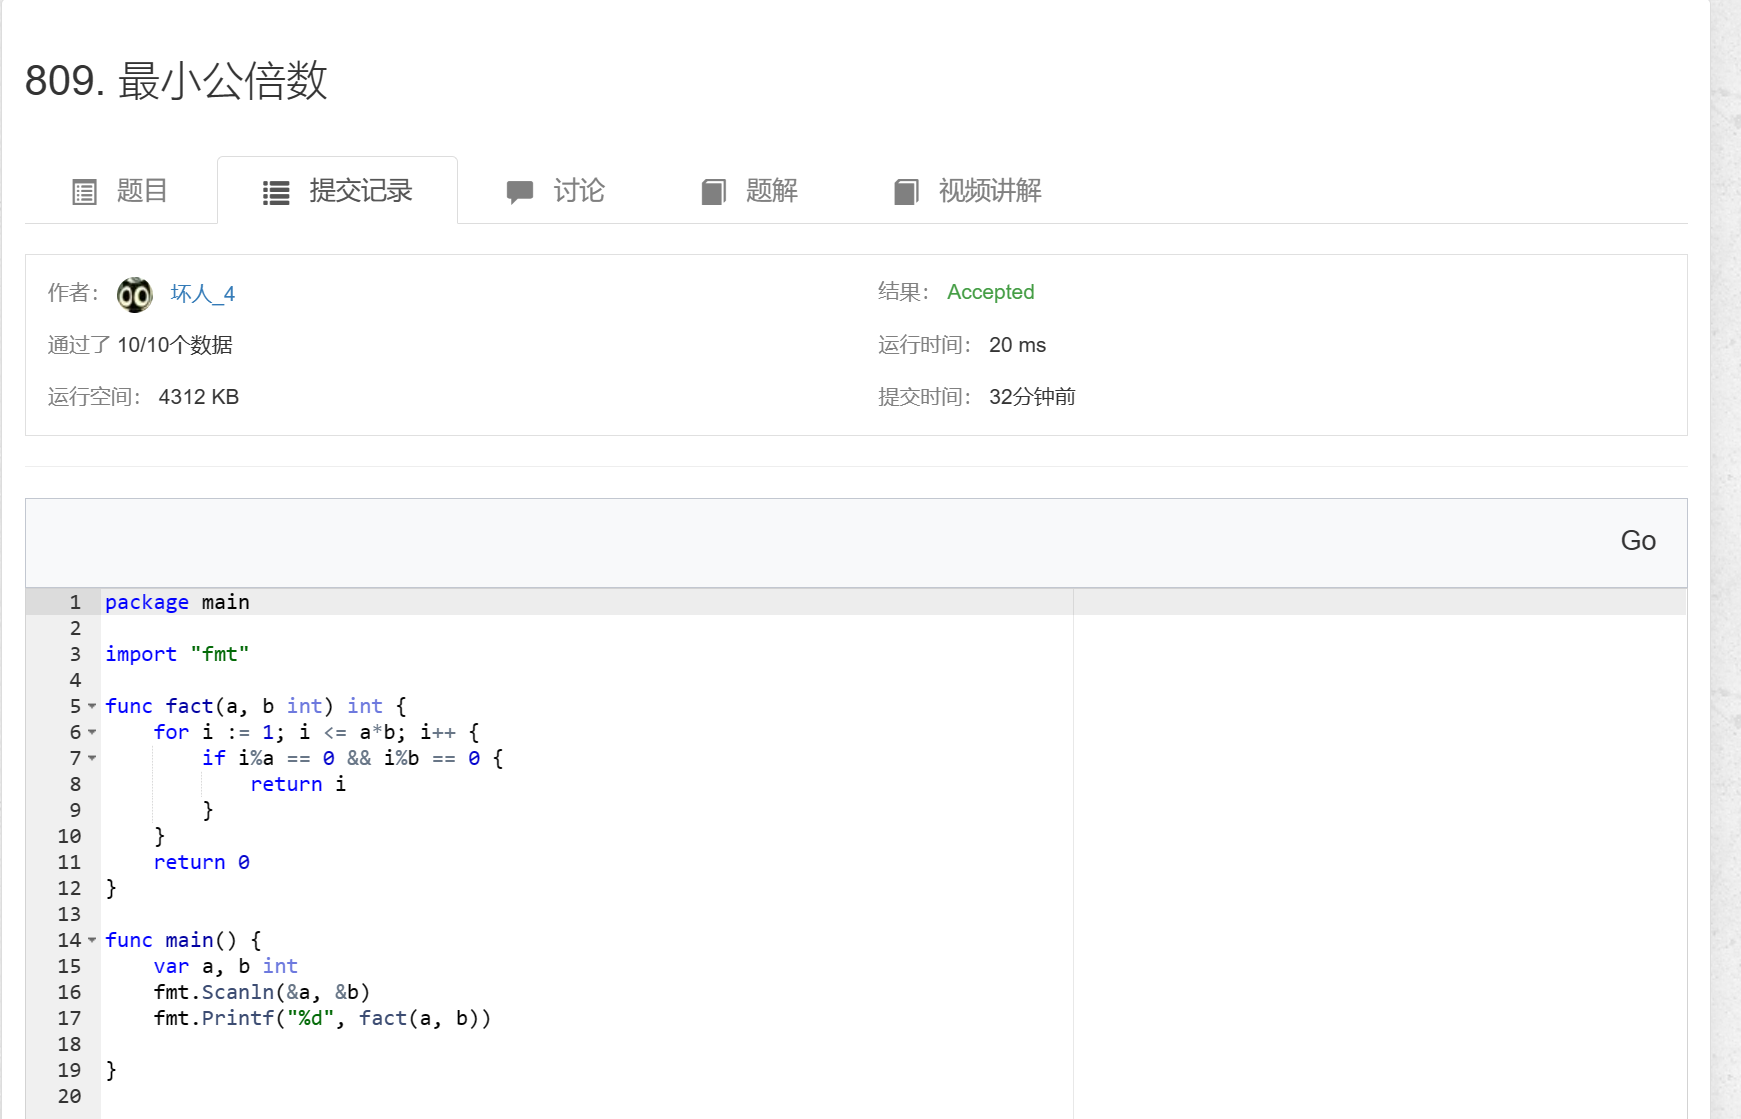 809. 最小公倍数
题目 提交记录 讨论 题解 视频讲解
作者： 坏人_4 结果： Accepted
通过了 10/10个数据 运行时间： 20 ms
运行空间： 4312 KB 提交时间： 32分钟前
Go
1 package main
2
3 import "fmt"
4
5 func fact(a, b int) int {
6     for i := 1; i <= a*b; i++ {
7         if i%a == 0 && i%b == 0 {
8             return i
9         }
10     }
11     return 0
12 }
13
14 func main() {
15     var a, b int
16     fmt.Scanln(&a, &b)
17     fmt.Printf("%d", fact(a, b))
18
19 }
20